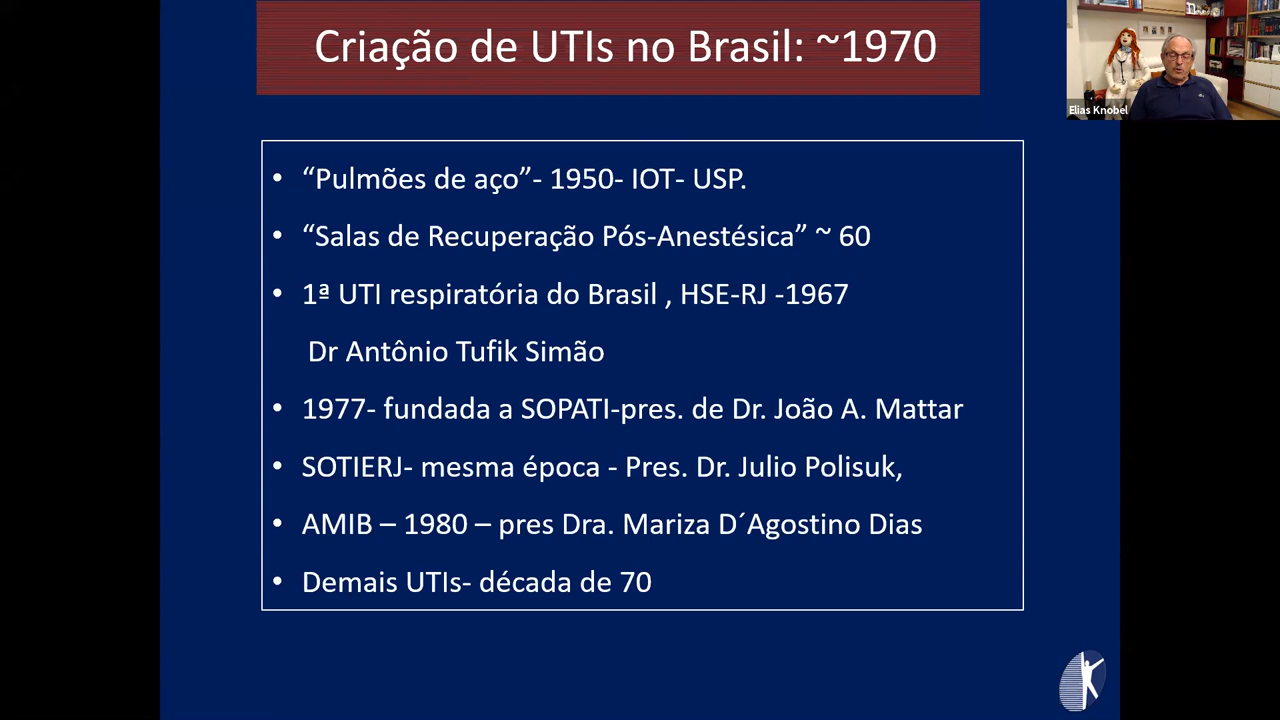 Criação de UTIs no Brasil: ~1970
Elias Knobel
• “Pulmões de aço”- 1950- IOT- USP.
• “Salas de Recuperação Pós-Anestésica” ~ 60
• 1ª UTI respiratória do Brasil , HSE-RJ -1967
Dr Antônio Tufik Simão
• 1977- fundada a SOPATI-pres. de Dr. João A. Mattar
• SOTIERJ- mesma época - Pres. Dr. Julio Polisuk,
• AMIB – 1980 – pres Dra. Mariza D´Agostino Dias
• Demais UTIs- década de 70